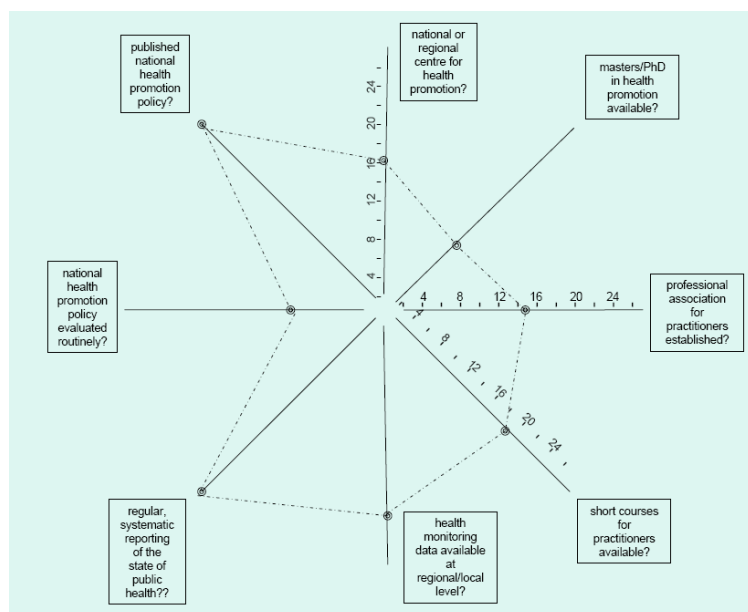 published
national
health
promotion
policy?
national or
regional
centre for
health
promotion?
masters/PhD
in health
promotion
available?
24
20
16
12
8
4
national
health
promotion
policy
evaluated
routinely?
4
8
12
16
20
24
professional
association
for
practitioners
established?
4
8
12
16
20
24
regular,
systematic
reporting
of the
state of
public
health??
health
monitoring
data available
at
regional/local
level?
short courses
for
practitioners
available?